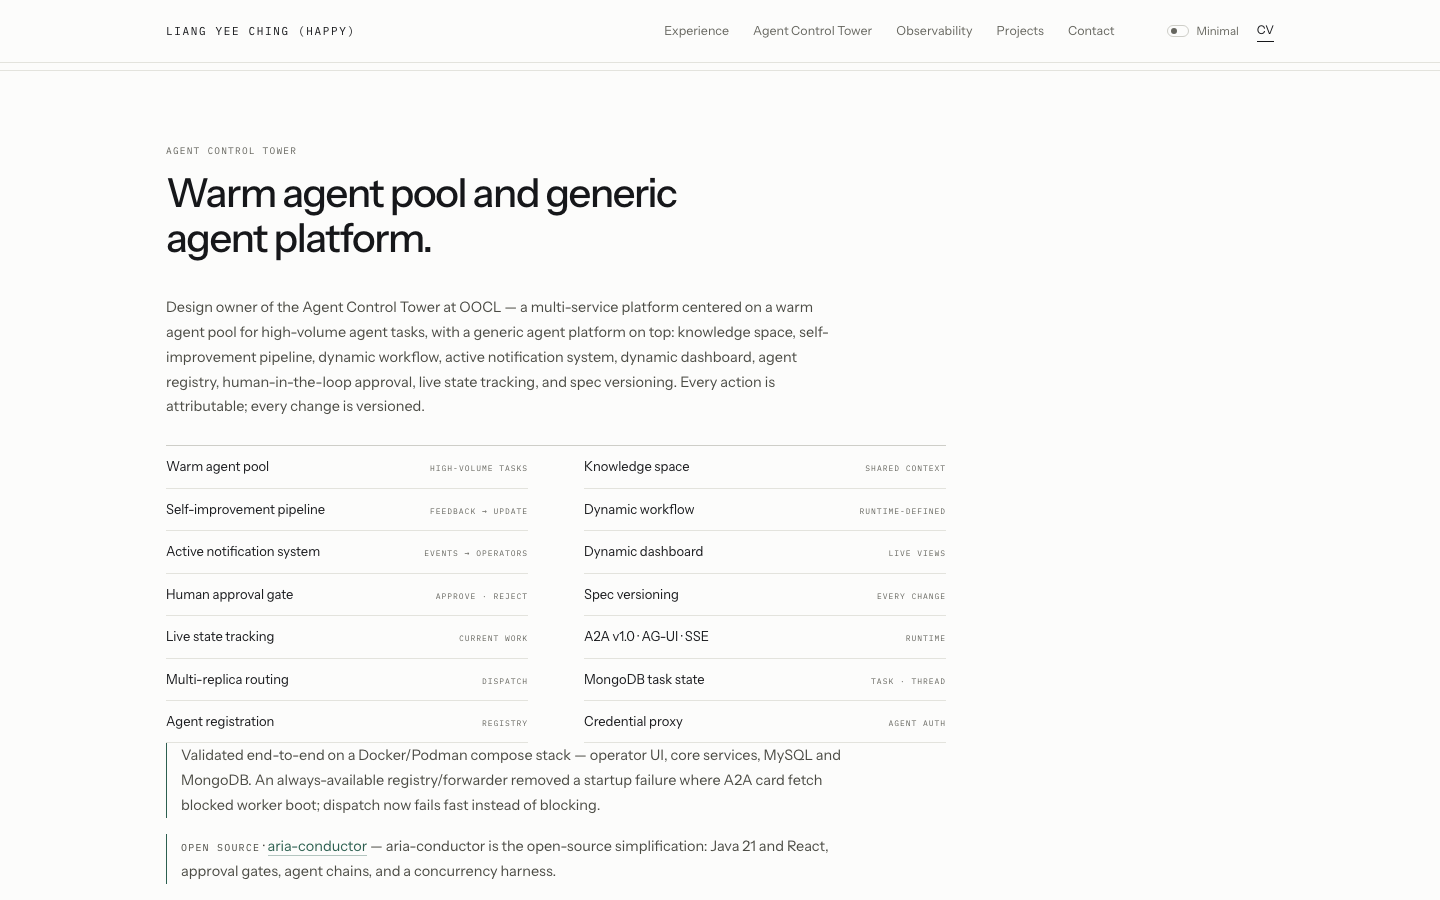 LIANG YEE CHING (HAPPY)
Experience Agent Control Tower Observability Projects Contact Minimal CV
AGENT CONTROL TOWER
Warm agent pool and generic
agent platform.
Design owner of the Agent Control Tower at OOCL — a multi-service platform centered on a warm
agent pool for high-volume agent tasks, with a generic agent platform on top: knowledge space, self-
improvement pipeline, dynamic workflow, active notification system, dynamic dashboard, agent
registry, human-in-the-loop approval, live state tracking, and spec versioning. Every action is
attributable; every change is versioned.
Warm agent pool HIGH-VOLUME TASKS Knowledge space SHARED CONTEXT
Self-improvement pipeline FEEDBACK → UPDATE Dynamic workflow RUNTIME-DEFINED
Active notification system EVENTS → OPERATORS Dynamic dashboard LIVE VIEWS
Human approval gate APPROVE · REJECT Spec versioning EVERY CHANGE
Live state tracking CURRENT WORK A2A v1.0 · AG-UI · SSE RUNTIME
Multi-replica routing DISPATCH MongoDB task state TASK · THREAD
Agent registration REGISTRY Credential proxy AGENT AUTH
Validated end-to-end on a Docker/Podman compose stack — operator UI, core services, MySQL and
MongoDB. An always-available registry/forwarder removed a startup failure where A2A card fetch
blocked worker boot; dispatch now fails fast instead of blocking.
OPEN SOURCE · aria-conductor — aria-conductor is the open-source simplification: Java 21 and React,
approval gates, agent chains, and a concurrency harness.